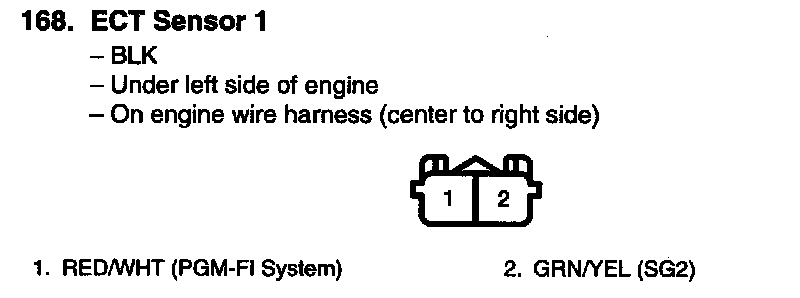 168. ECT Sensor 1
– BLK
– Under left side of engine
– On engine wire harness (center to right side)
1 2
1. RED/WHT (PGM-FI System) 2. GRN/YEL (SG2)